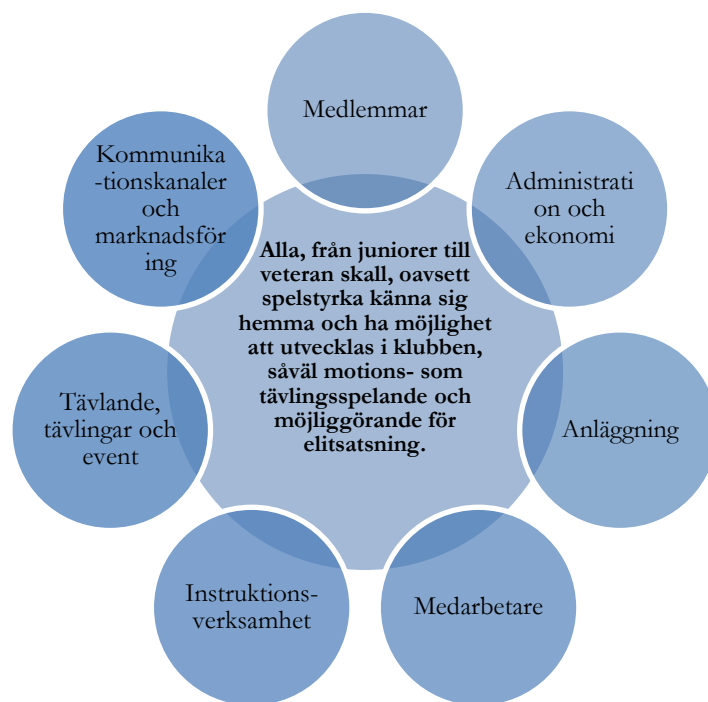 Medlemmar
Administrati
on och
ekonomi
Anläggning
Medarbetare
Instruktions-
verksamhet
Tävlande,
tävlingar och
event
Kommunika
-tionskanaler
och
marknadsför
ing
Alla, från juniorer till
veteran skall, oavsett
spelstyrka känna sig
hemma och ha möjlighet
att utvecklas i klubben,
såväl motions- som
tävlingsspelande och
möjliggörande för
elitsatsning.